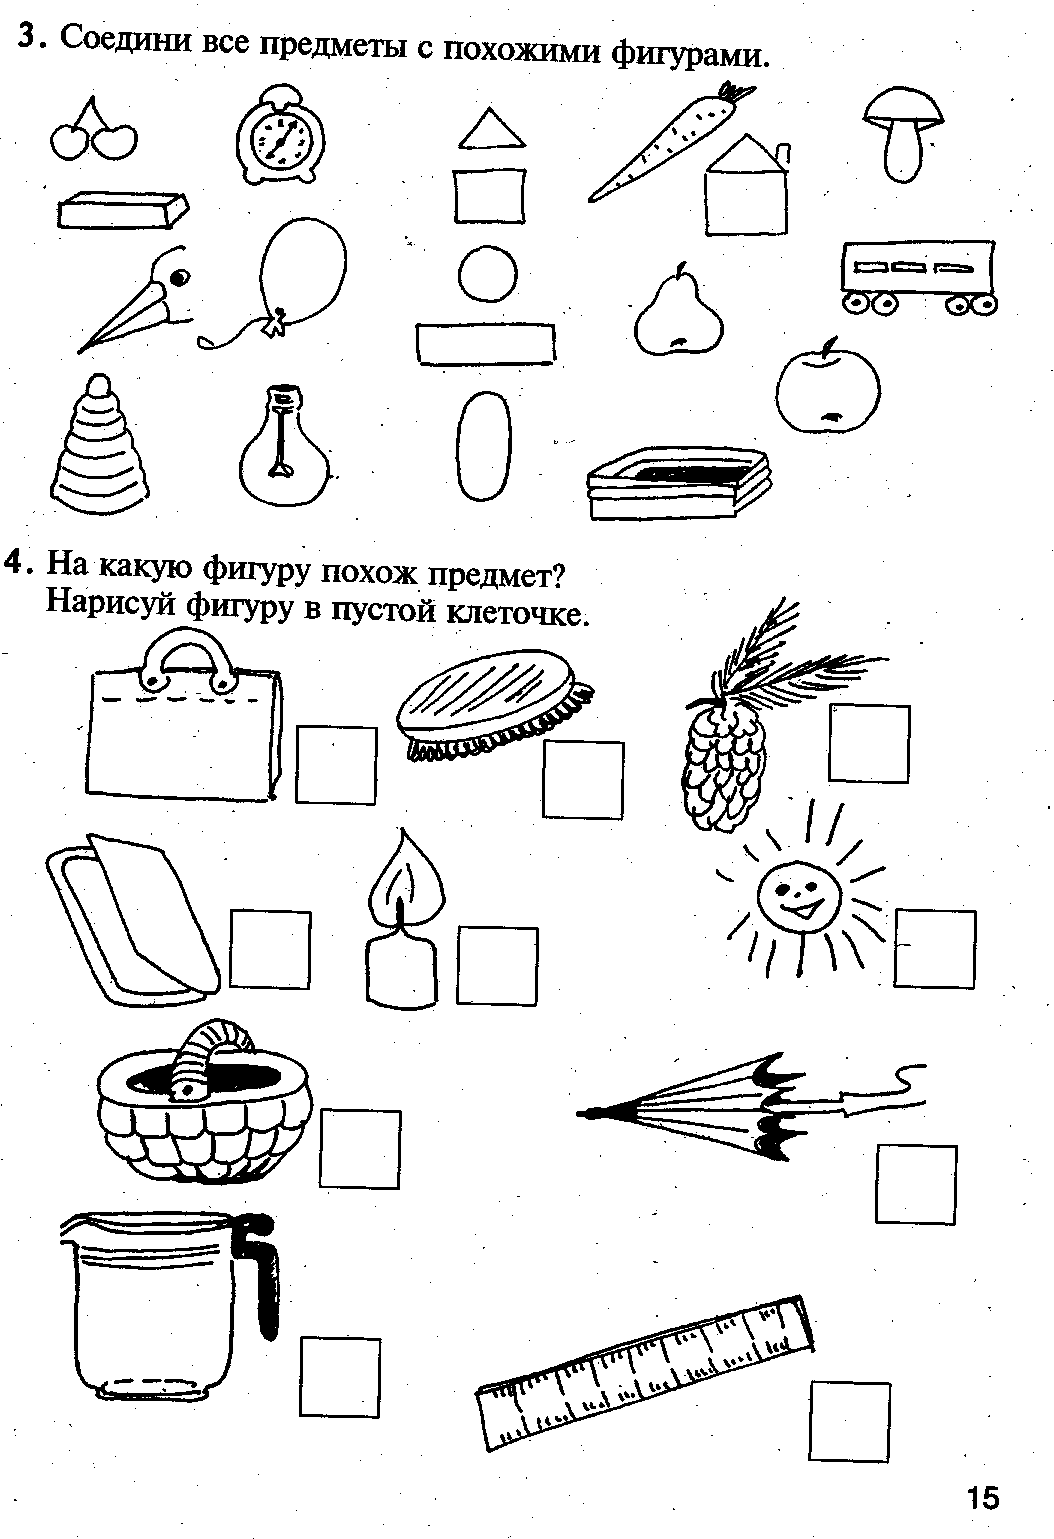 3. Соедини все предметы с похожими фигурами.
4. На какую фигуру похож предмет?
Нарисуй фигуру в пустой клеточке.
15